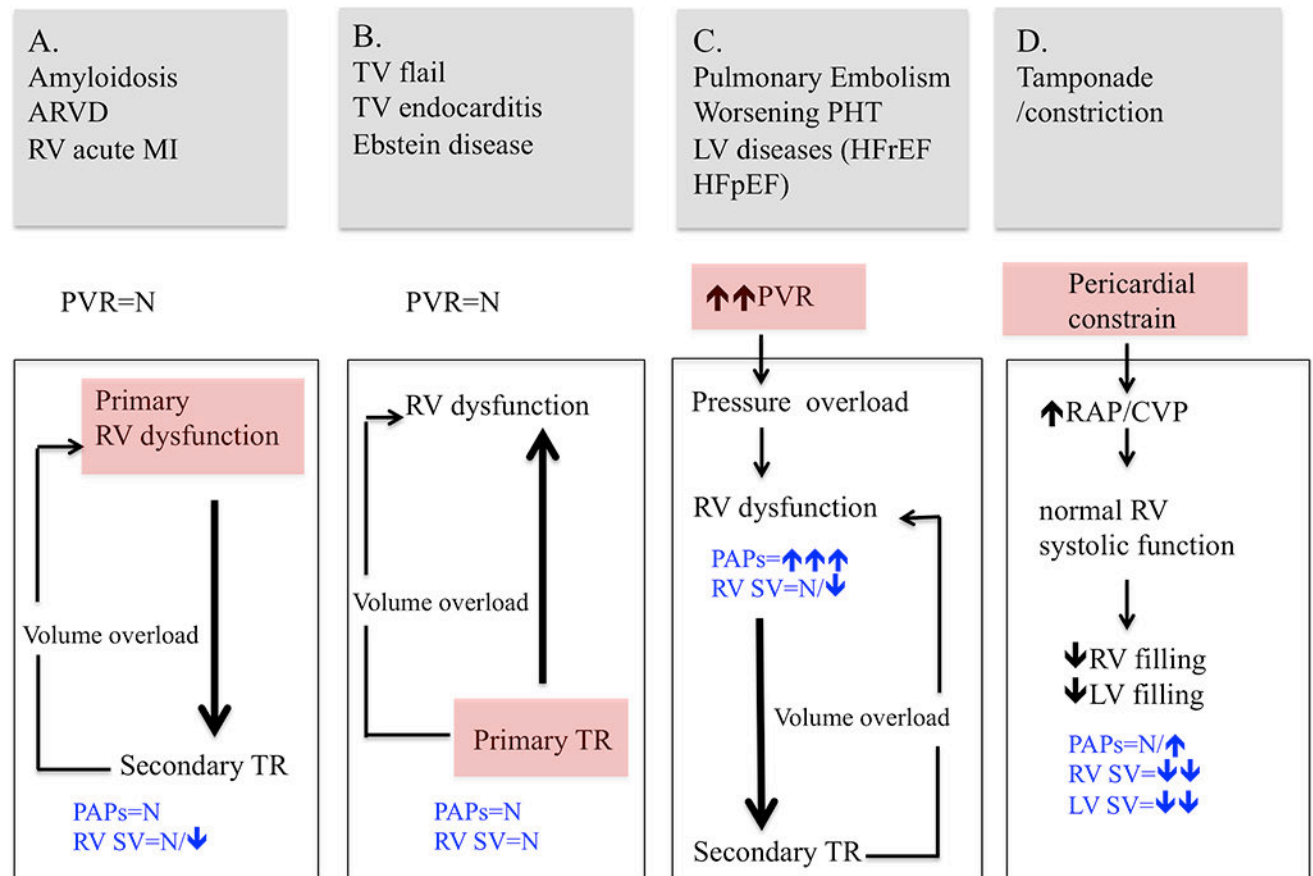 A.
Amyloidosis
ARVD
RV acute MI
B.
TV flail
TV endocarditis
Ebstein disease
C.
Pulmonary Embolism
Worsening PHT
LV diseases (HFrEF
HFpEF)
D.
Tamponade
/constriction
PVR=N
PVR=N
↑↑PVR
Pericardial
constrain
Primary
RV dysfunction
Volume overload
Secondary TR
PAPs=N
RV SV=N/↓
RV dysfunction
Volume overload
Primary TR
PAPs=N
RV SV=N
Pressure overload
RV dysfunction
PAPs=↑↑↑
RV SV=N/↓
Volume overload
Secondary TR
↑RAP/CVP
normal RV
systolic function
↓RV filling
↓LV filling
PAPs=N/↑
RV SV=↓↓
LV SV=↓↓